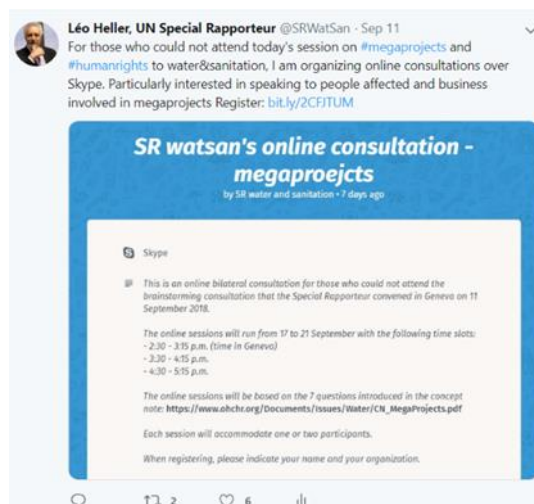 Léo Heller, UN Special Rapporteur @SRWatSan · Sep 11
For those who could not attend today's session on #megaprojects and
#humanrights to water&sanitation, I am organizing online consultations over
Skype. Particularly interested in speaking to people affected and business
involved in megaprojects Register: bit.ly/2CFJTUM
SR watsan's online consultation -
megaproejcts
by SR water and sanitation • 7 days ago
Skype
This is an online bilateral consultation for those who could not attend the
brainstorming consultation that the Special Rapporteur convened in Geneva on 11
September 2018.
The online sessions will run from 17 to 21 September with the following time slots:
- 2:30 - 3:15 p.m. (time in Geneva)
- 3:30 - 4:15 p.m.
- 4:30 - 5:15 p.m.
The online sessions will be based on the 7 questions introduced in the concept
note: https://www.ohchr.org/Documents/Issues/Water/CN_MegaProjects.pdf
Each session will accommodate one or two participants.
When registering, please indicate your name and your organization.
2 6